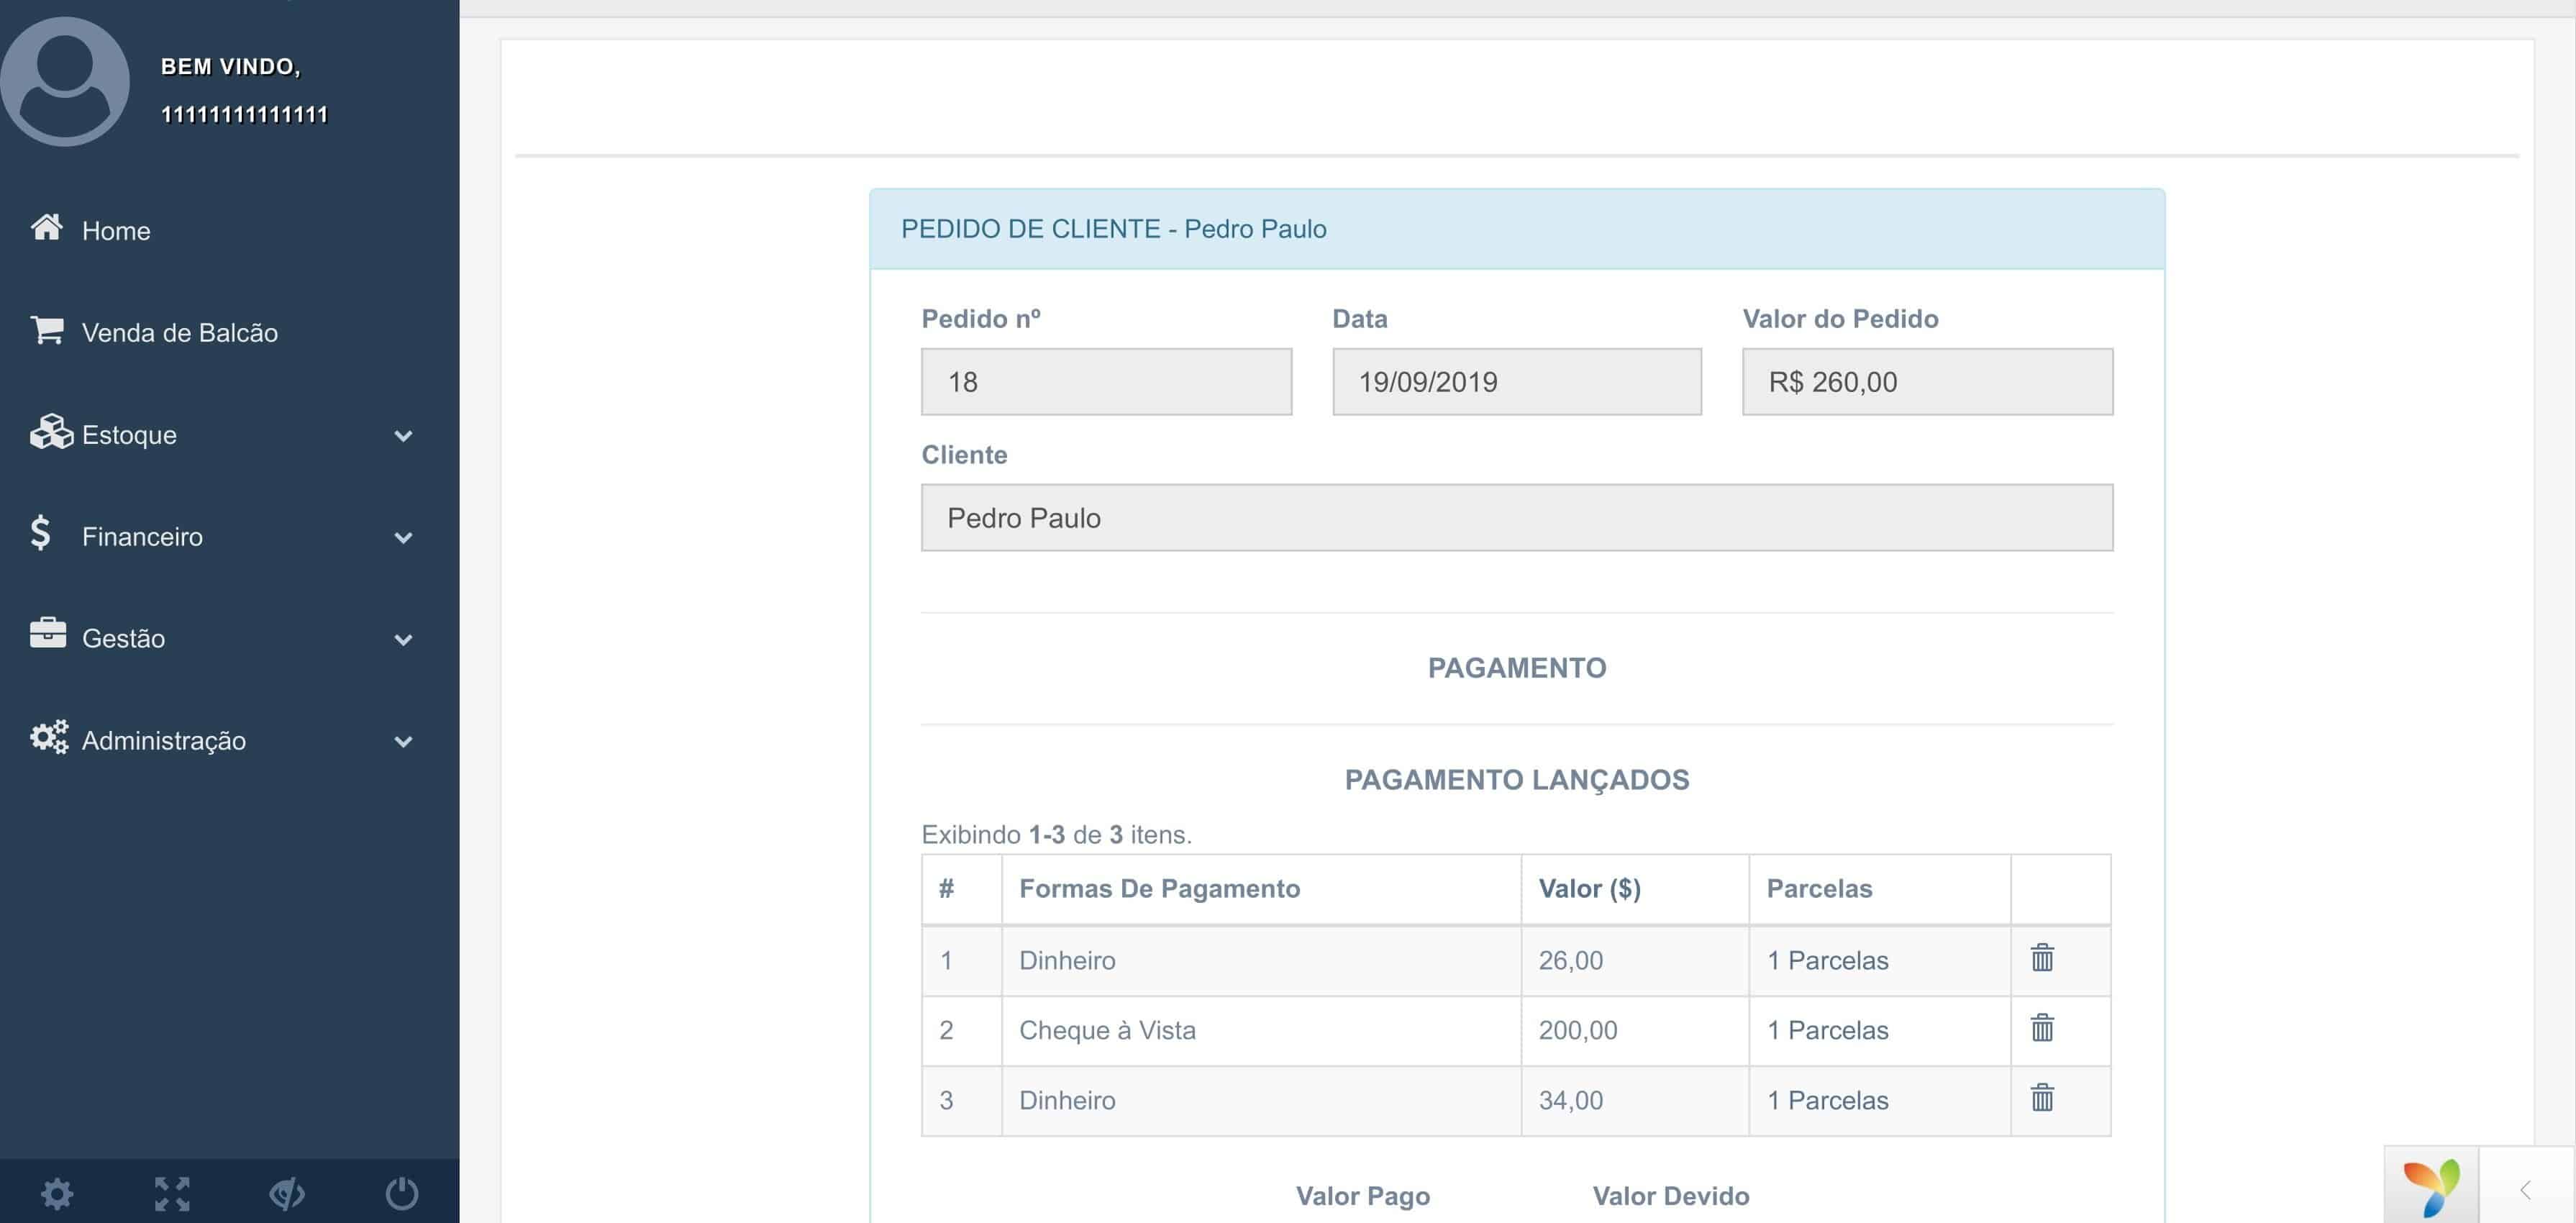 BEM VINDO,
11111111111111
Home
Venda de Balcão
Estoque
Financeiro
Gestão
Administração
PEDIDO DE CLIENTE - Pedro Paulo
Pedido nº Data Valor do Pedido
18 19/09/2019 R$ 260,00
Cliente
Pedro Paulo
PAGAMENTO
PAGAMENTO LANÇADOS
Exibindo 1-3 de 3 itens.
# Formas De Pagamento Valor ($) Parcelas
1 Dinheiro 26,00 1 Parcelas
2 Cheque à Vista 200,00 1 Parcelas
3 Dinheiro 34,00 1 Parcelas
Valor Pago Valor Devido